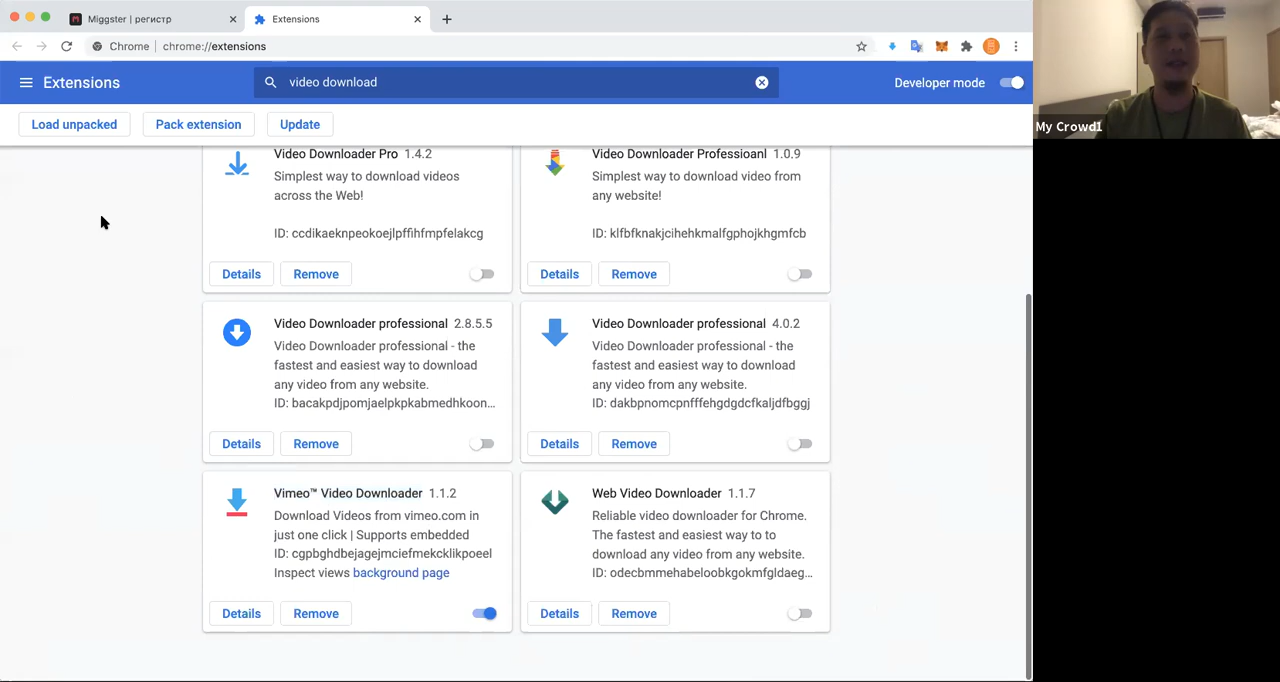 Miggster | регистр
Extensions
Chrome
chrome://extensions
Extensions
video download
Developer mode
Load unpacked
Pack extension
Update
My Crowd1
Video Downloader Pro 1.4.2
Simplest way to download videos
across the Web!
ID: ccdikaeknpeokoejlpffihfmpfelakcg
Details
Remove
Video Downloader Professioanl 1.0.9
Simplest way to download video from
any website!
ID: klfbfknakjcihehkmalfgphojkhgmfcb
Details
Remove
Video Downloader professional 2.8.5.5
Video Downloader professional - the
fastest and easiest way to download
any video from any website.
ID: bacakpdjpomjaelpkpkabmedhkoon...
Details
Remove
Video Downloader professional 4.0.2
Video Downloader professional - the
fastest and easiest way to download
any video from any website.
ID: dakbpnomcpnfffehgdgdcfkaljdfbggj
Details
Remove
Vimeo™ Video Downloader 1.1.2
Download Videos from vimeo.com in
just one click | Supports embedded
ID: cgpbghdbejagejmciefmekcklikpoeel
Inspect views background page
Details
Remove
Web Video Downloader 1.1.7
Reliable video downloader for Chrome.
The fastest and easiest way to to
download any video from any website.
ID: odecbmmehabeloobkgokmfgldaeg...
Details
Remove